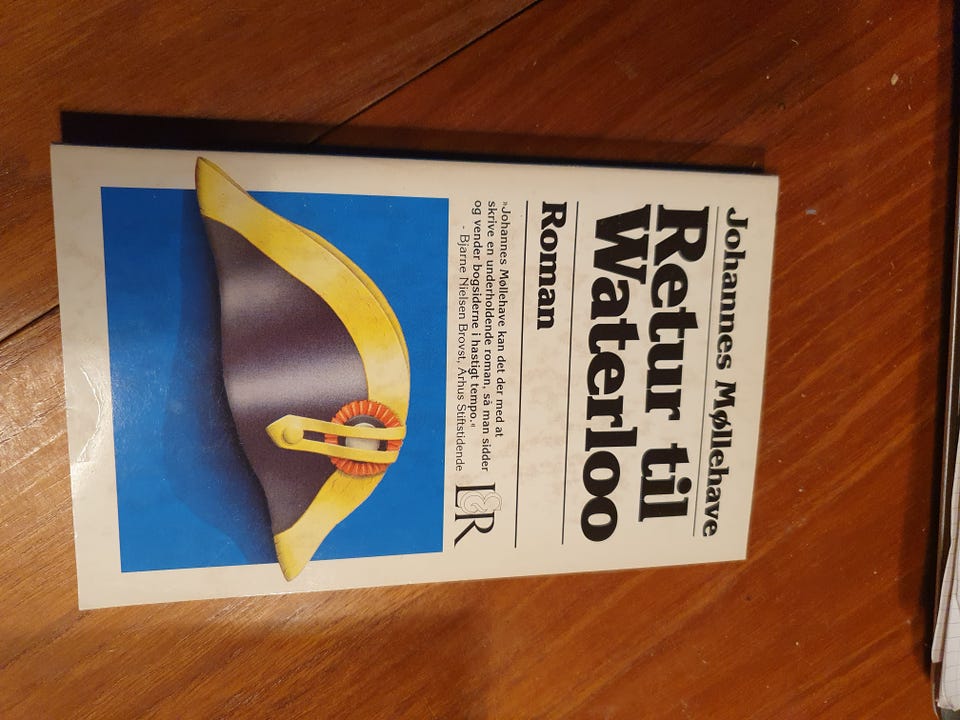 Johannes Møllehave
Retur til
Waterloo
Roman
»Johannes Møllehave kan det der med at
skrive en underholdende roman, så man sidder
og vender bogsiderne i hastigt tempo.«
- Bjarne Nielsen Brovst, Århus Stiftstidende
L&R